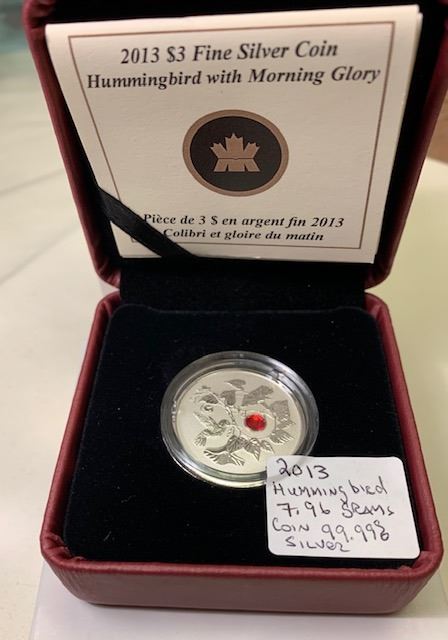 2013 $3 Fine Silver Coin
Hummingbird with Morning Glory
Pièce de 3 $ en argent fin 2013
Colibri et gloire du matin
2013
Hummingbird
7.96 grams
Coin 99.99%
Silver